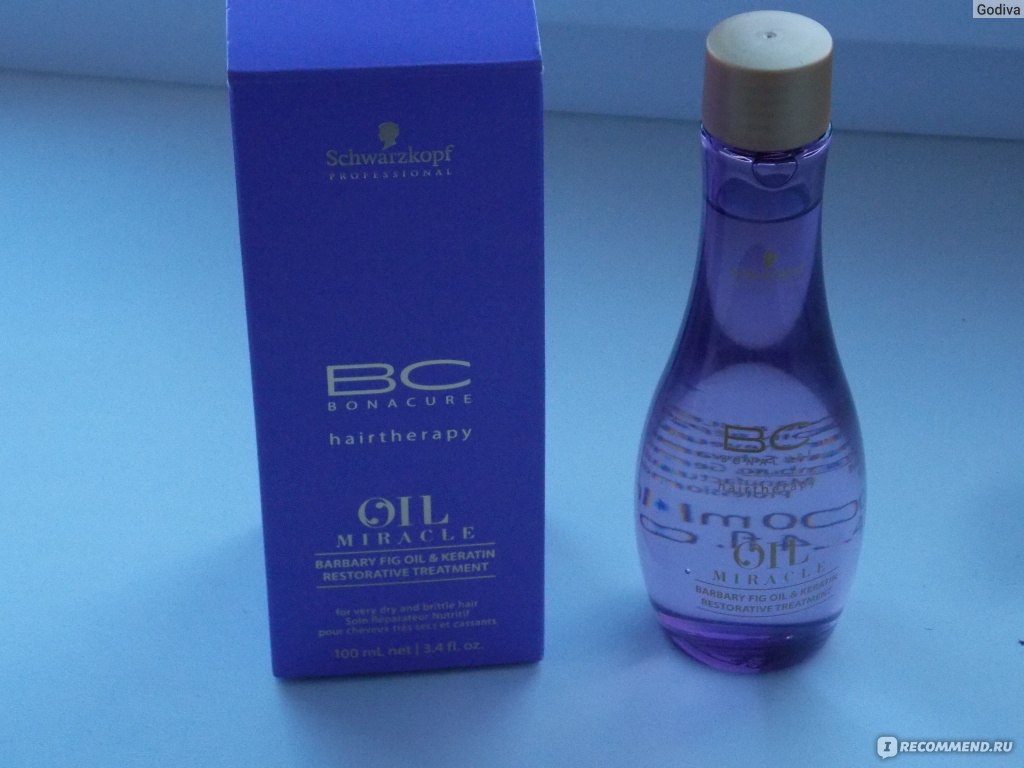 Godiva
Schwarzkopf
PROFESSIONAL
BC
BONACURE
hairtherapy
OIL
MIRACLE
BARBARY FIG OIL & KERATIN
RESTORATIVE TREATMENT
for very dry and brittle hair
Soin Réparateur Nutritif
pour cheveux très secs et cassants
100 mL net | 3.4 fl. oz.
BC
hairtherapy
OIL
MIRACLE
BARBARY FIG OIL & KERATIN
RESTORATIVE TREATMENT
IRECOMMEND.RU